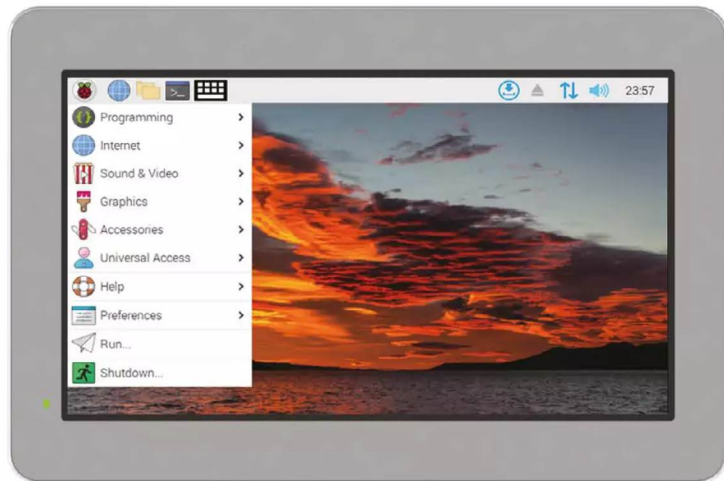 23:57
Programming
Internet
Sound & Video
Graphics
Accessories
Universal Access
Help
Preferences
Run...
Shutdown...